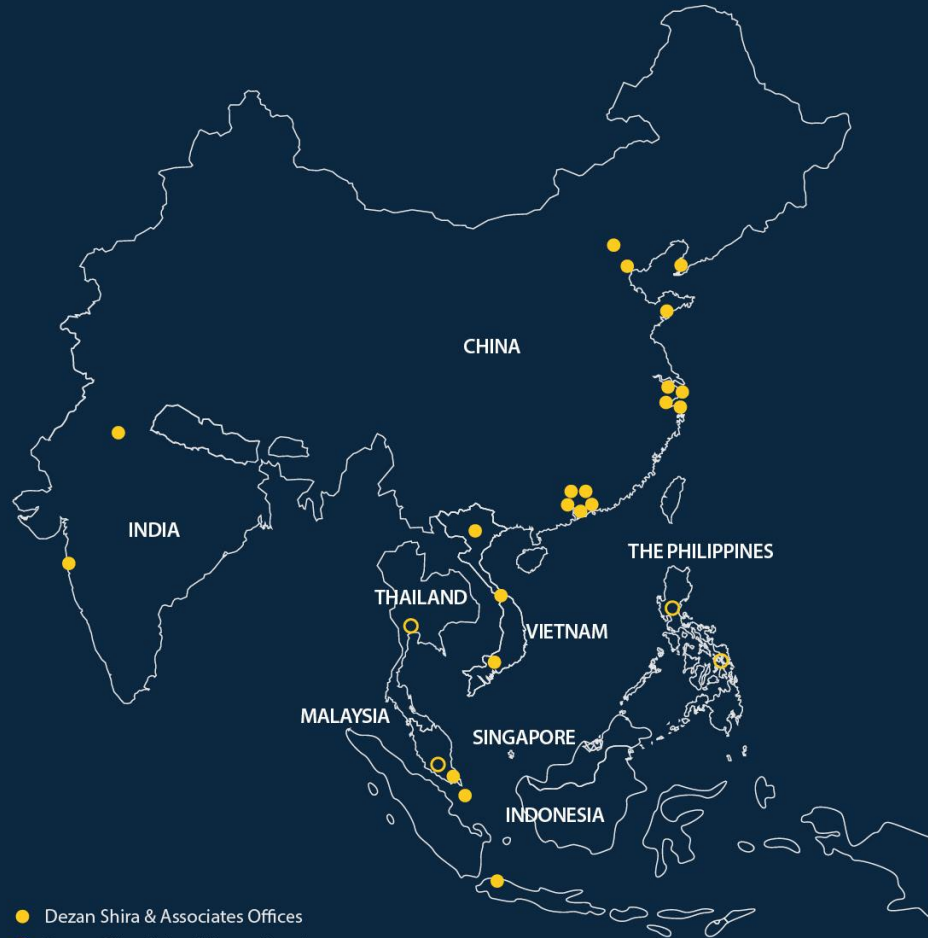 CHINA
INDIA
THE PHILIPPINES
THAILAND
VIETNAM
MALAYSIA
SINGAPORE
INDONESIA
Dezan Shira & Associates Offices